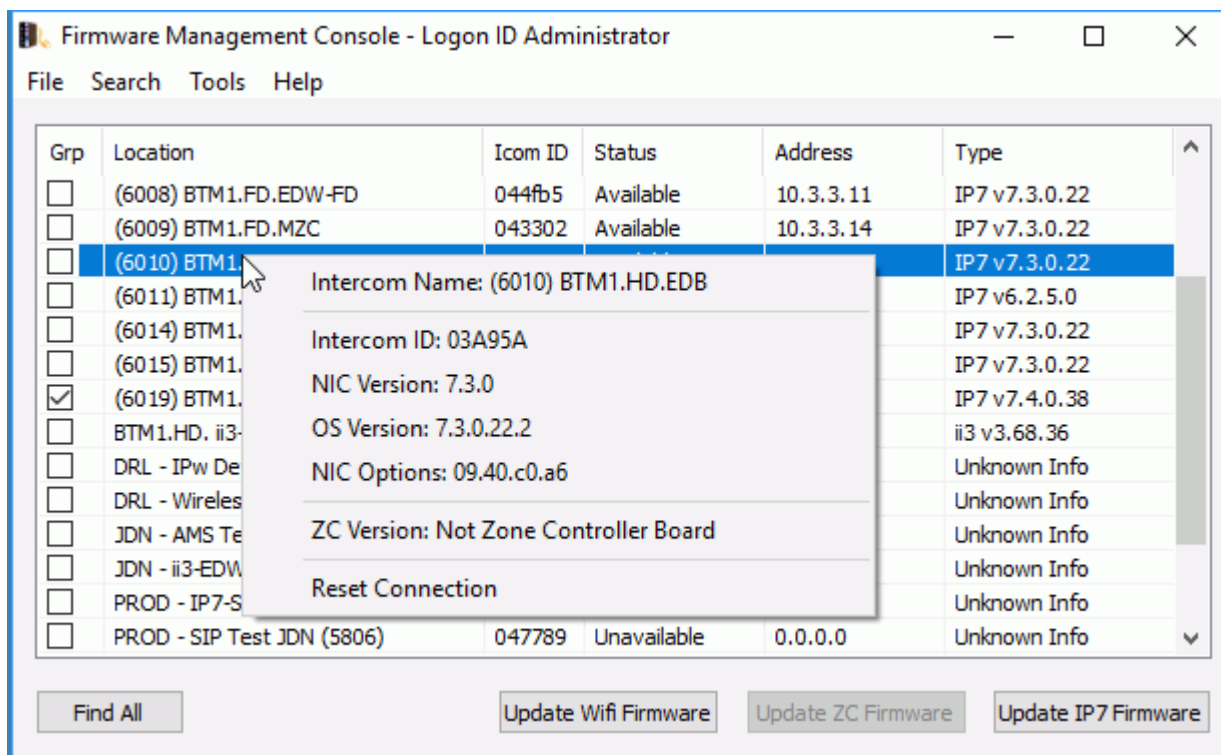 Firmware Management Console - Logon ID Administrator
File Search Tools Help
Grp Location Icom ID Status Address Type
(6008) BTM1.FD.EDW-FD 044fb5 Available 10.3.3.11 IP7 v7.3.0.22
(6009) BTM1.FD.MZC 043302 Available 10.3.3.14 IP7 v7.3.0.22
(6010) BTM1. IP7 v7.3.0.22
Intercom Name: (6010) BTM1.HD.EDB
(6011) BTM1. IP7 v6.2.5.0
Intercom ID: 03A95A
(6014) BTM1. IP7 v7.3.0.22
(6015) BTM1. IP7 v7.3.0.22
NIC Version: 7.3.0
(6019) BTM1. IP7 v7.4.0.38
OS Version: 7.3.0.22.2
BTM1.HD. ii3- ii3 v3.68.36
DRL - IPw De Unknown Info
NIC Options: 09.40.c0.a6
DRL - Wireles Unknown Info
JDN - AMS Te Unknown Info
ZC Version: Not Zone Controller Board
JDN - ii3-EDW Unknown Info
Reset Connection
PROD - IP7-S Unknown Info
PROD - SIP Test JDN (5806) 047789 Unavailable 0.0.0.0 Unknown Info
Find All Update Wifi Firmware Update ZC Firmware Update IP7 Firmware